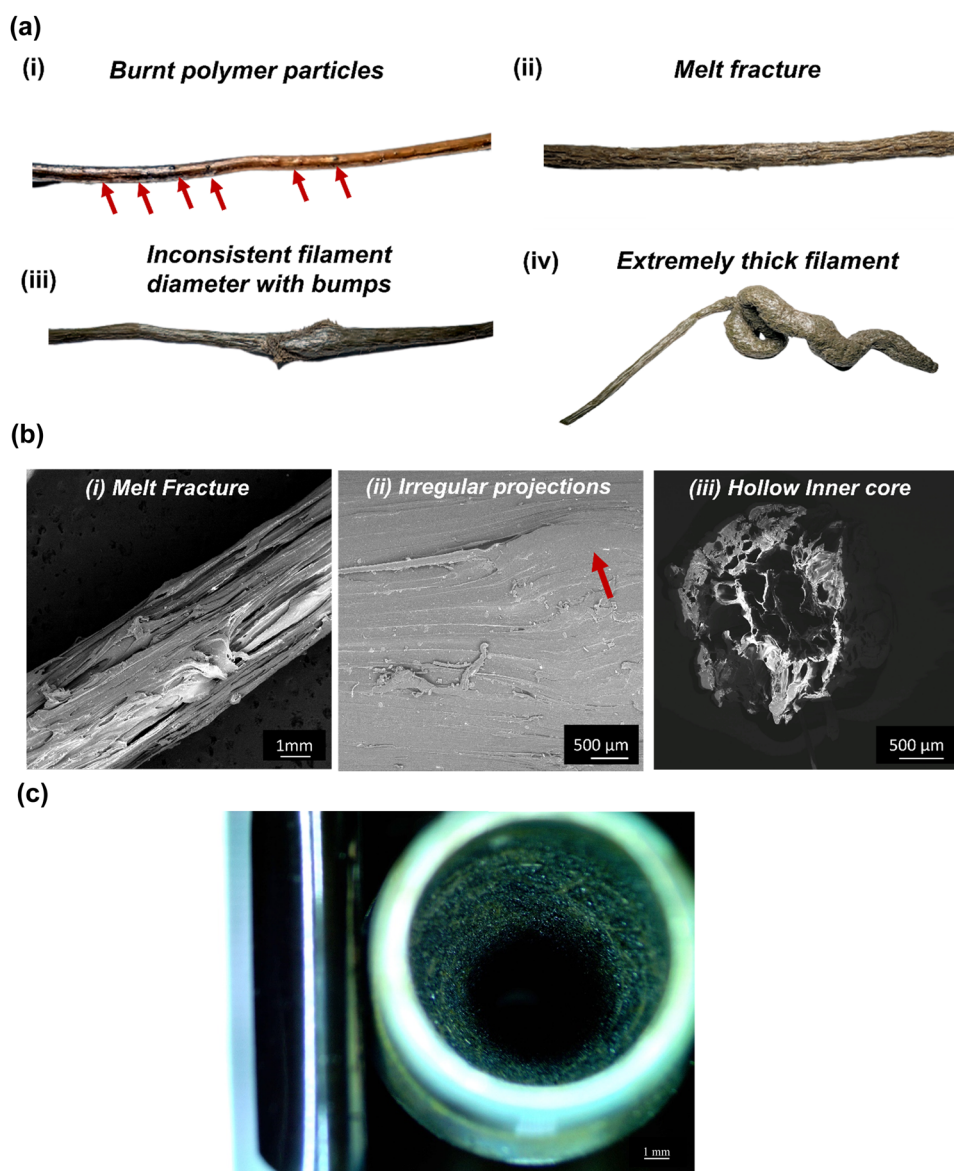 (a)
(i)
Burnt polymer particles
(ii)
Melt fracture
(iii)
Inconsistent filament
diameter with bumps
(iv)
Extremely thick filament
(b)
(i) Melt Fracture
1mm
(ii) Irregular projections
500 µm
(iii) Hollow Inner core
500 µm
(c)
1 mm